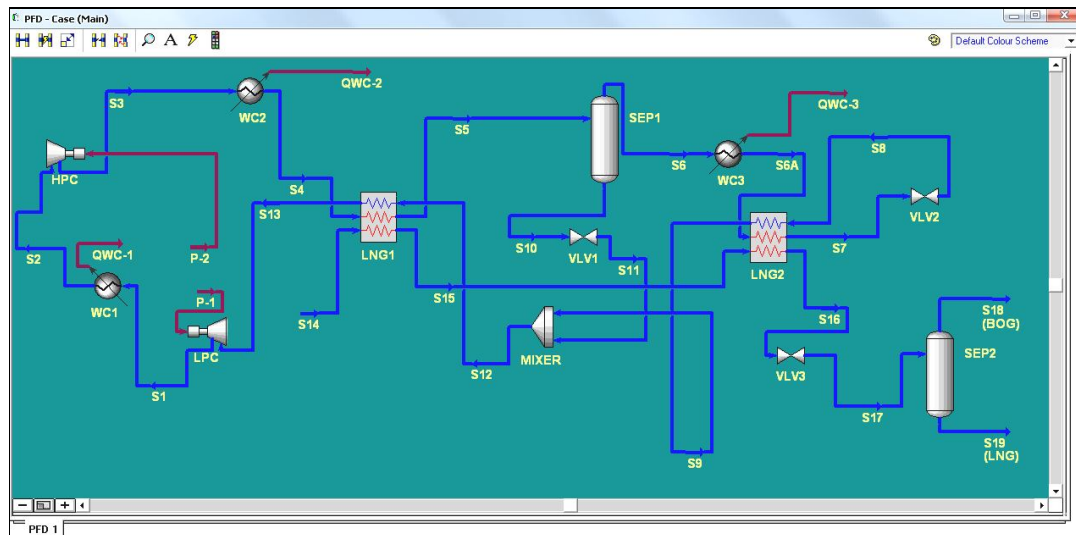 PFD - Case (Main)
A
Default Colour Scheme
QWC-2
S3
WC2
QWC-3
S5
SEP1
HPC
S6
WC3
S6A
S8
S4
S13
VLV2
S2
QWC-1
P-2
S10
VLV1
S7
LNG1
S11
LNG2
WC1
P-1
S15
S14
S16
S18
(BOG)
LPC
MIXER
SEP2
S12
VLV3
S1
S17
S9
S19
(LNG)
PFD 1